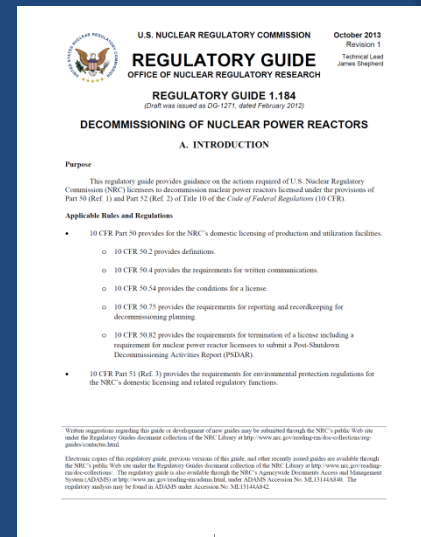 U.S. NUCLEAR REGULATORY COMMISSION
October 2013
Revision 1
Technical Lead
James Shepherd
REGULATORY GUIDE
OFFICE OF NUCLEAR REGULATORY RESEARCH
REGULATORY GUIDE 1.184
(Draft was issued as DG-1271, dated February 2012)
DECOMMISSIONING OF NUCLEAR POWER REACTORS
A. INTRODUCTION
Purpose
This regulatory guide provides guidance on the actions required of U.S. Nuclear Regulatory
Commission (NRC) licensees to decommission nuclear power reactors licensed under the provisions of
Part 50 (Ref. 1) and Part 52 (Ref. 2) of Title 10 of the Code of Federal Regulations (10 CFR).
Applicable Rules and Regulations
• 10 CFR Part 50 provides for the NRC's domestic licensing of production and utilization facilities.
o 10 CFR 50.2 provides definitions.
o 10 CFR 50.4 provides the requirements for written communications.
o 10 CFR 50.54 provides the conditions for a license.
o 10 CFR 50.75 provides the requirements for reporting and recordkeeping for
decommissioning planning.
o 10 CFR 50.82 provides the requirements for termination of a license including a
requirement for nuclear power reactor licensees to submit a Post-Shutdown
Decommissioning Activities Report (PSDAR).
• 10 CFR Part 51 (Ref. 3) provides the requirements for environmental protection regulations for
the NRC's domestic licensing and related regulatory functions.
Written suggestions regarding this guide or development of new guides may be submitted through the NRC's public Web site
under the Regulatory Guides document collection of the NRC Library at http://www.nrc.gov/reading-rm/doc-collections/reg-
guides/contactus.html.
Electronic copies of this regulatory guide, previous versions of this guide, and other recently issued guides are available through
the NRC's public Web site under the Regulatory Guides document collection of the NRC Library at http://www.nrc.gov/reading-
rm/doc-collections/. The regulatory guide is also available through the NRC's Agencywide Documents Access and Management
System (ADAMS) at http://www.nrc.gov/reading-rm/adams.html, under ADAMS Accession No. ML13144A840. The
regulatory analysis may be found in ADAMS under Accession No. ML13144A842.